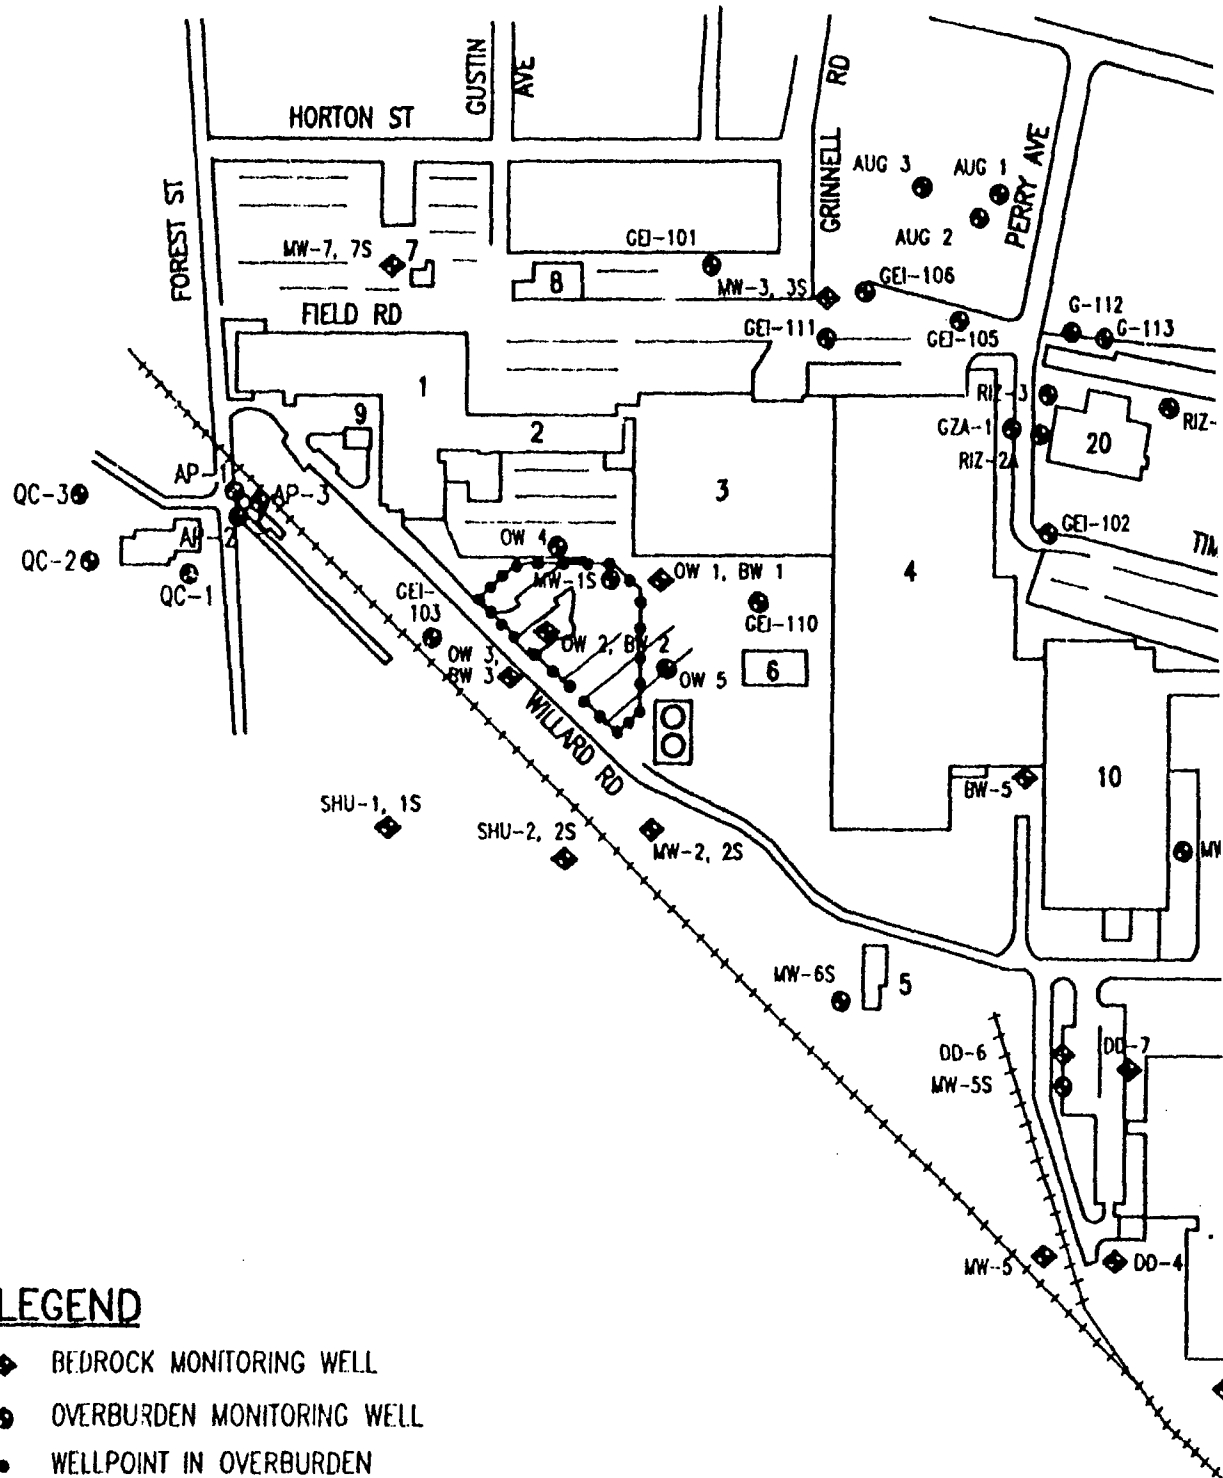 GUSTIN
AVE
RD
HORTON ST
GRINNELL
PERRY AVE
AUG 3
AUG 1
AUG 2
FOREST ST
MW-7, 7S
7
GEI-101
8
MW-3, 3S
GEI-106
FIELD RD
GEI-111
GEI-105
G-112
G-113
1
RIZ-3
RIZ-
9
2
GZA-1
20
RIZ-2A
AP-1
QC-3
AP-3
3
GEI-102
AP-2
OW 4
QC-2
MW-1S
OW 1, BW 1
4
QC-1
GEI-
103
GEI-110
OW 2, BW 2
OW 3,
BW 3
OW 5
6
WILLARD RD
BW-5
10
SHU-1, 1S
SHU-2, 2S
MW-2, 2S
MW
MW-6S
5
DD-6
DD-7
MW-5S
MW-5
DD-4
LEGEND
BEDROCK MONITORING WELL
OVERBURDEN MONITORING WELL
WELLPOINT IN OVERBURDEN